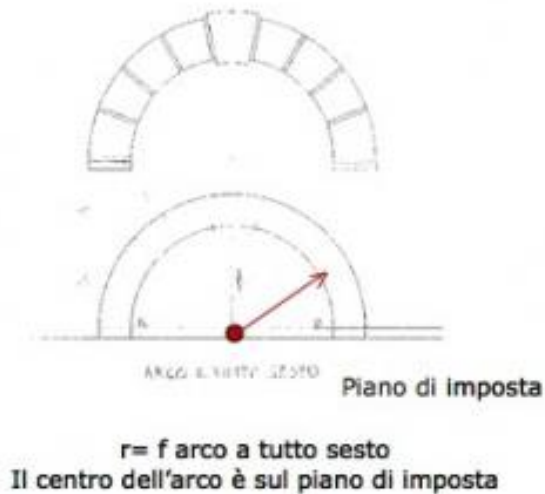 ARCO A TUTTO SESTO
Piano di imposta
r= f arco a tutto sesto
Il centro dell'arco è sul piano di imposta